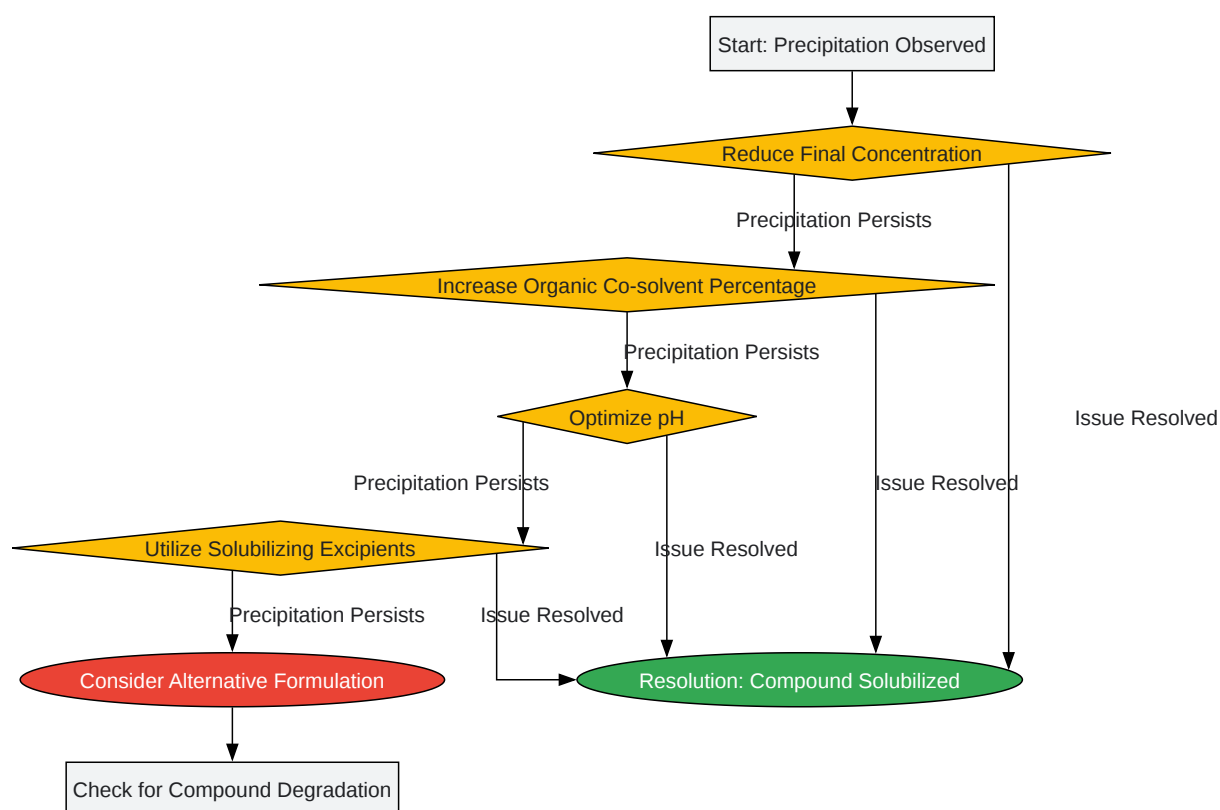 Start: Precipitation Observed
Reduce Final Concentration
Precipitation Persists
Increase Organic Co-solvent Percentage
Precipitation Persists
Optimize pH
Issue Resolved
Precipitation Persists
Issue Resolved
Utilize Solubilizing Excipients
Issue Resolved
Precipitation Persists
Issue Resolved
Consider Alternative Formulation
Resolution: Compound Solubilized
Check for Compound Degradation